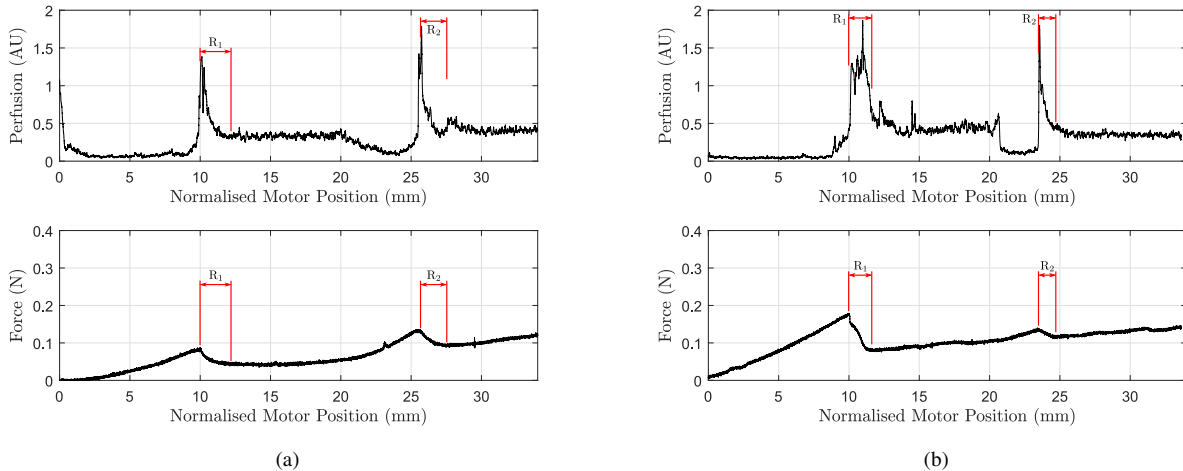 2
1.5
1
0.5
0
Perfusion (AU)
R1
R2
0 5 10 15 20 25 30
Normalised Motor Position (mm)
0.4
0.3
0.2
0.1
0
Force (N)
R1
R2
0 5 10 15 20 25 30
Normalised Motor Position (mm)
(a)
2
1.5
1
0.5
0
Perfusion (AU)
R1
R2
0 5 10 15 20 25 30
Normalised Motor Position (mm)
0.4
0.3
0.2
0.1
0
Force (N)
R1
R2
0 5 10 15 20 25 30
Normalised Motor Position (mm)
(b)